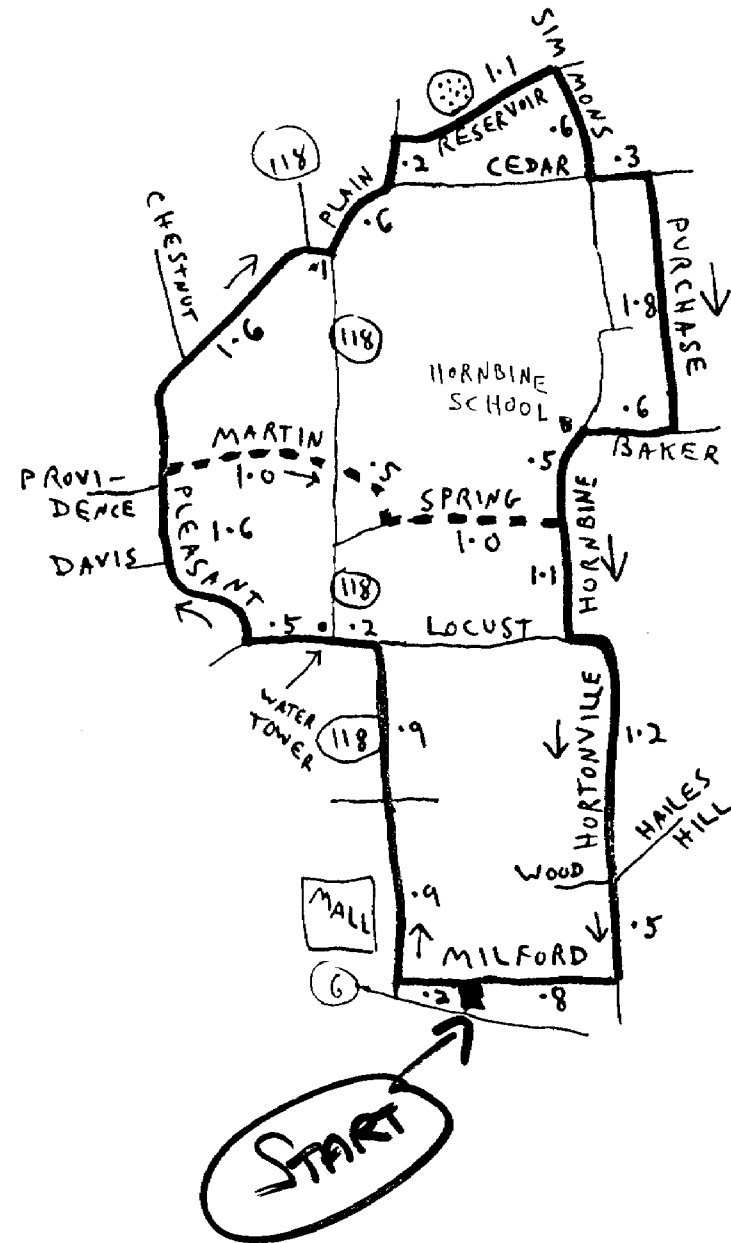 SIMMONS
1.1
RESERVOIR
.6
118
.2
CEDAR
.3
PLAIN
.6
CHESTNUT
.1
PURCHASE
1.6
118
1.8
HORNBINE
SCHOOL
.6
MARTIN
BAKER
1.0
.5
.5
PROVI-
DENCE
SPRING
PLEASANT
1.6
1.0
HORNBINE
DAVIS
1.1
118
.5
.2
LOCUST
WATER
TOWER
118
.9
HORTONVILLE
1.2
HAILES
HILL
WOOD
MALL
.9
.5
MILFORD
6
.2
.8
START